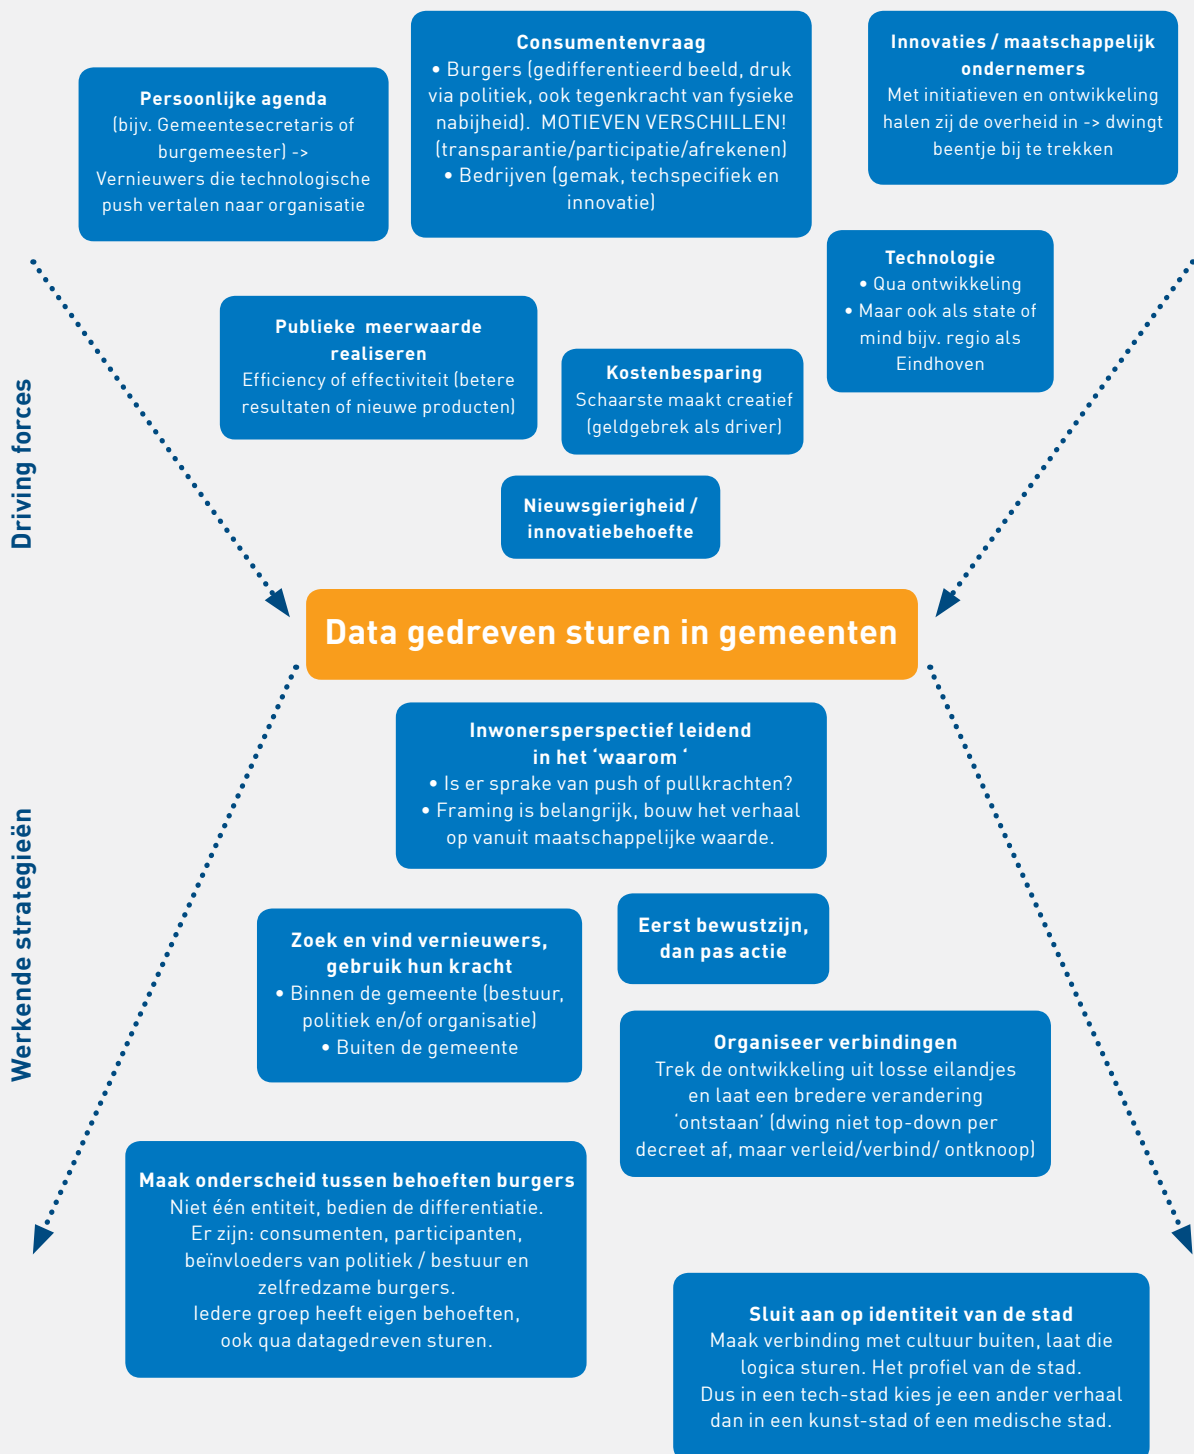 Persoonlijke agenda
(bijv. Gemeentesecretaris of
burgemeester) ->
Vernieuwers die technologische
push vertalen naar organisatie
Consumentenvraag
• Burgers (gedifferentieerd beeld, druk
via politiek, ook tegenkracht van fysieke
nabijheid). MOTIEVEN VERSCHILLEN!
(transparantie/participatie/afrekenen)
• Bedrijven (gemak, techspecifiek en
innovatie)
Innovaties / maatschappelijk
ondernemers
Met initiatieven en ontwikkeling
halen zij de overheid in -> dwingt
beentje bij te trekken
Technologie
• Qua ontwikkeling
• Maar ook als state of
mind bijv. regio als
Eindhoven
Publieke meerwaarde
realiseren
Efficiency of effectiviteit (betere
resultaten of nieuwe producten)
Kostenbesparing
Schaarste maakt creatief
(geldgebrek als driver)
Nieuwsgierigheid /
innovatiebehoefte
Driving forces
Data gedreven sturen in gemeenten
Werkende strategieën
Inwonersperspectief leidend
in het ‘waarom ‘
• Is er sprake van push of pullkrachten?
• Framing is belangrijk, bouw het verhaal
op vanuit maatschappelijke waarde.
Eerst bewustzijn,
dan pas actie
Zoek en vind vernieuwers,
gebruik hun kracht
• Binnen de gemeente (bestuur,
politiek en/of organisatie)
• Buiten de gemeente
Organiseer verbindingen
Trek de ontwikkeling uit losse eilandjes
en laat een bredere verandering
‘ontstaan‘ (dwing niet top-down per
decreet af, maar verleid/verbind/ ontknoop)
Maak onderscheid tussen behoeften burgers
Niet één entiteit, bedien de differentiatie.
Er zijn: consumenten, participanten,
beïnvloeders van politiek / bestuur en
zelfredzame burgers.
Iedere groep heeft eigen behoeften,
ook qua datagedreven sturen.
Sluit aan op identiteit van de stad
Maak verbinding met cultuur buiten, laat die
logica sturen. Het profiel van de stad.
Dus in een tech-stad kies je een ander verhaal
dan in een kunst-stad of een medische stad.